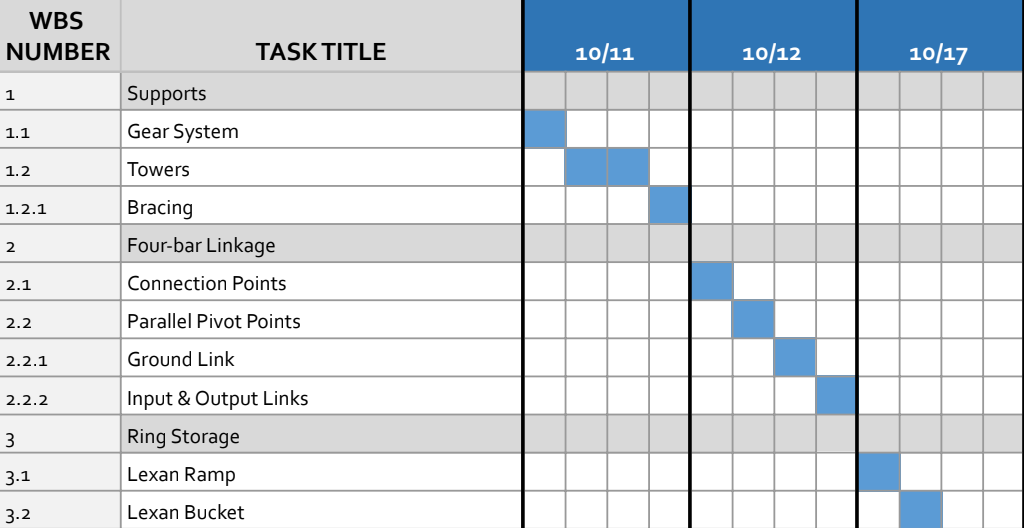 WBS
NUMBER
TASK TITLE
10/11
10/12
10/17
1 Supports
1.1 Gear System
1.2 Towers
1.2.1 Bracing
2 Four-bar Linkage
2.1 Connection Points
2.2 Parallel Pivot Points
2.2.1 Ground Link
2.2.2 Input & Output Links
3 Ring Storage
3.1 Lexan Ramp
3.2 Lexan Bucket